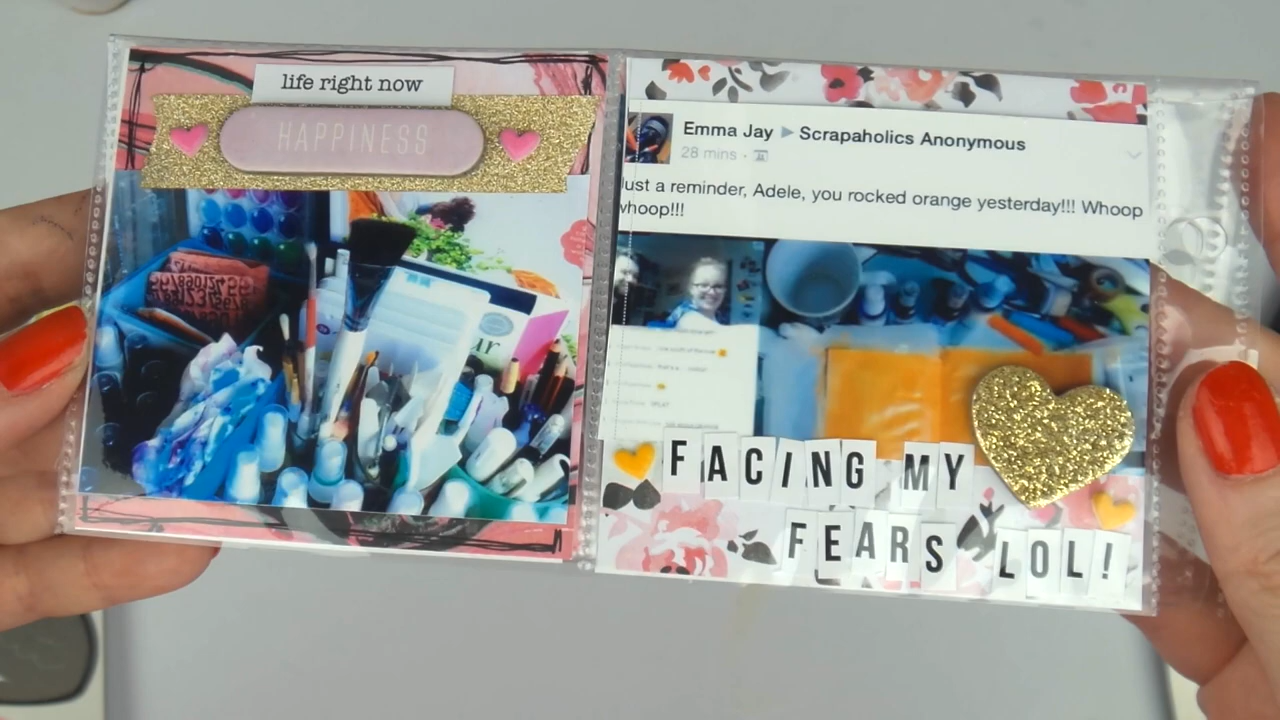 life right now
HAPPINESS
Emma Jay ▶ Scrapaholics Anonymous
28 mins ·
Just a reminder, Adele, you rocked orange yesterday!!! Whoop
whoop!!!
FACING MY
FEARS LOL!